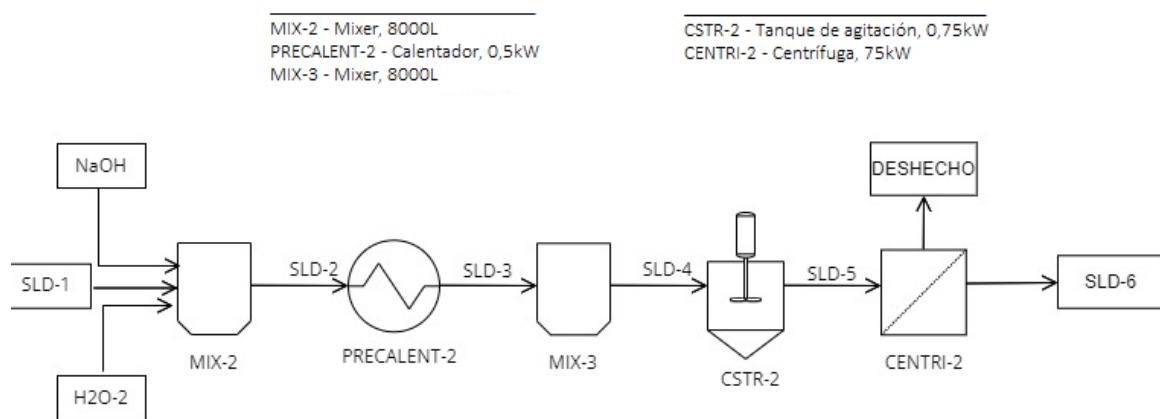 MIX-2 - Mixer, 8000L
PRECALENT-2 - Calentador, 0,5kW
MIX-3 - Mixer, 8000L
CSTR-2 - Tanque de agitación, 0,75kW
CENTRI-2 - Centrífuga, 75kW
NaOH
DESHECHO
SLD-1
SLD-2
SLD-3
SLD-4
SLD-5
SLD-6
MIX-2
PRECALENT-2
MIX-3
CSTR-2
CENTRI-2
H2O-2